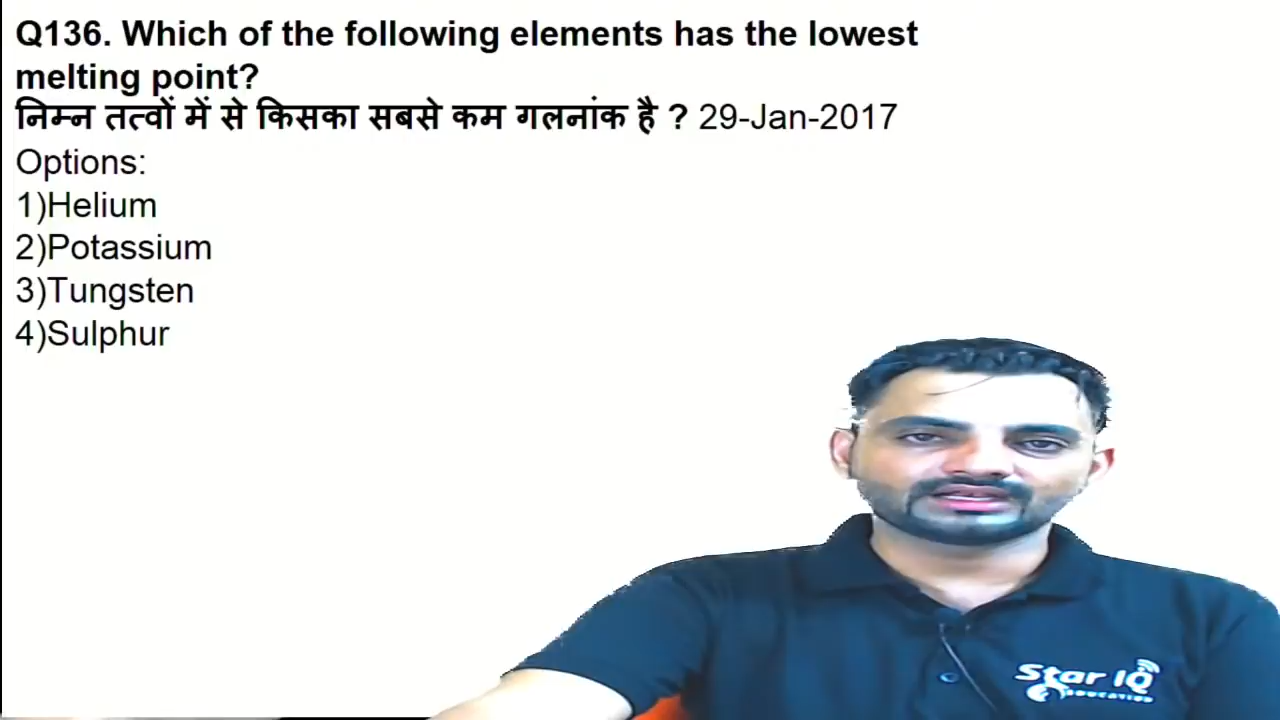 Q136. Which of the following elements has the lowest
melting point?
निम्न तत्वों में से किसका सबसे कम गलनांक है ? 29-Jan-2017
Options:
1)Helium
2)Potassium
3)Tungsten
4)Sulphur
Star IQ
EDUCATION